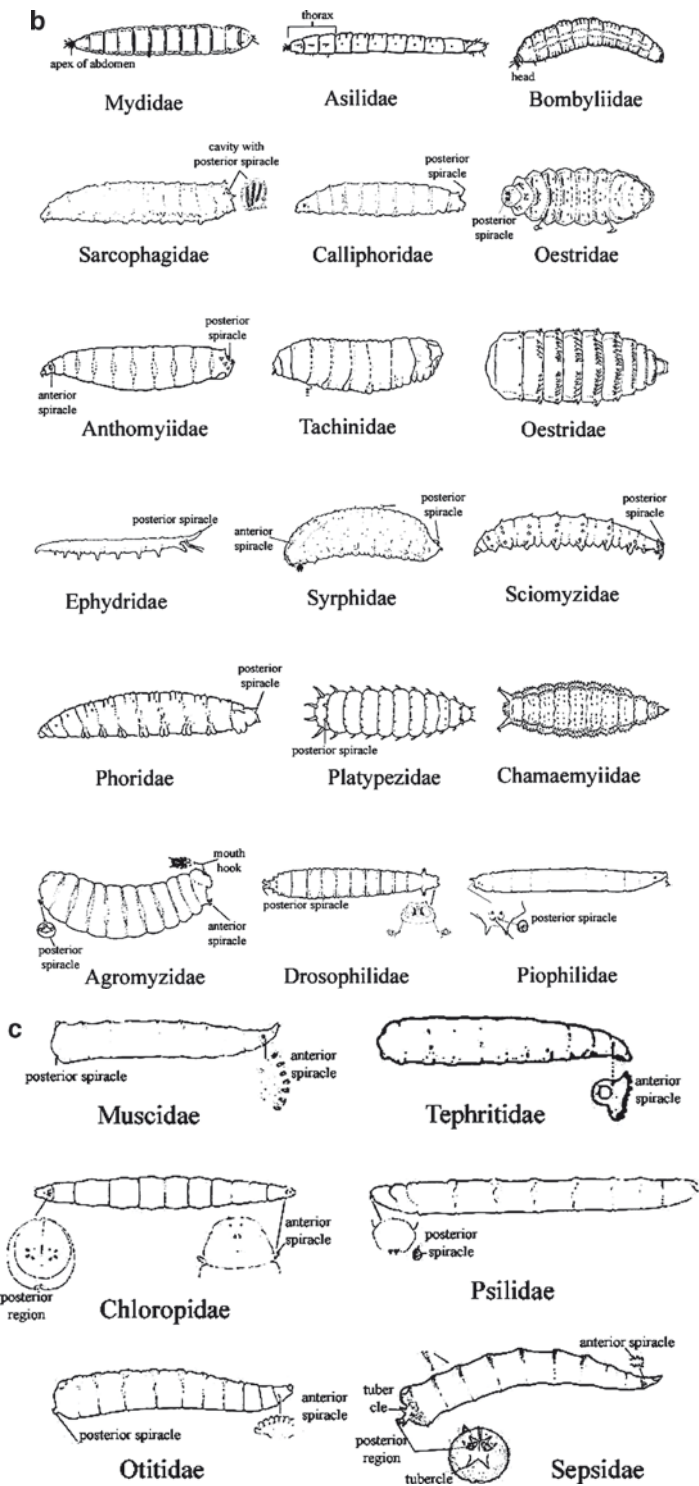 b
thorax
apex of abdomen
head
Mydidae
Asilidae
Bombyliidae
cavity with
posterior spiracle
posterior
spiracle
posterior
spiracle
Sarcophagidae
Calliphoridae
Oestridae
posterior
spiracle
anterior
spiracle
Anthomyiidae
Tachinidae
Oestridae
posterior spiracle
anterior
spiracle
posterior
spiracle
posterior
spiracle
Ephydridae
Syrphidae
Sciomyzidae
posterior
spiracle
posterior spiracle
Phoridae
Platypezidae
Chamaemyiidae
mouth
hook
posterior
spiracle
anterior
spiracle
posterior spiracle
posterior spiracle
Agromyzidae
Drosophilidae
Piophilidae
c
posterior spiracle
anterior
spiracle
anterior
spiracle
Muscidae
Tephritidae
posterior
region
anterior
spiracle
posterior
spiracle
Chloropidae
Psilidae
anterior spiracle
posterior spiracle
anterior
spiracle
tuber
cle
posterior
region
tubercle
Otitidae
Sepsidae